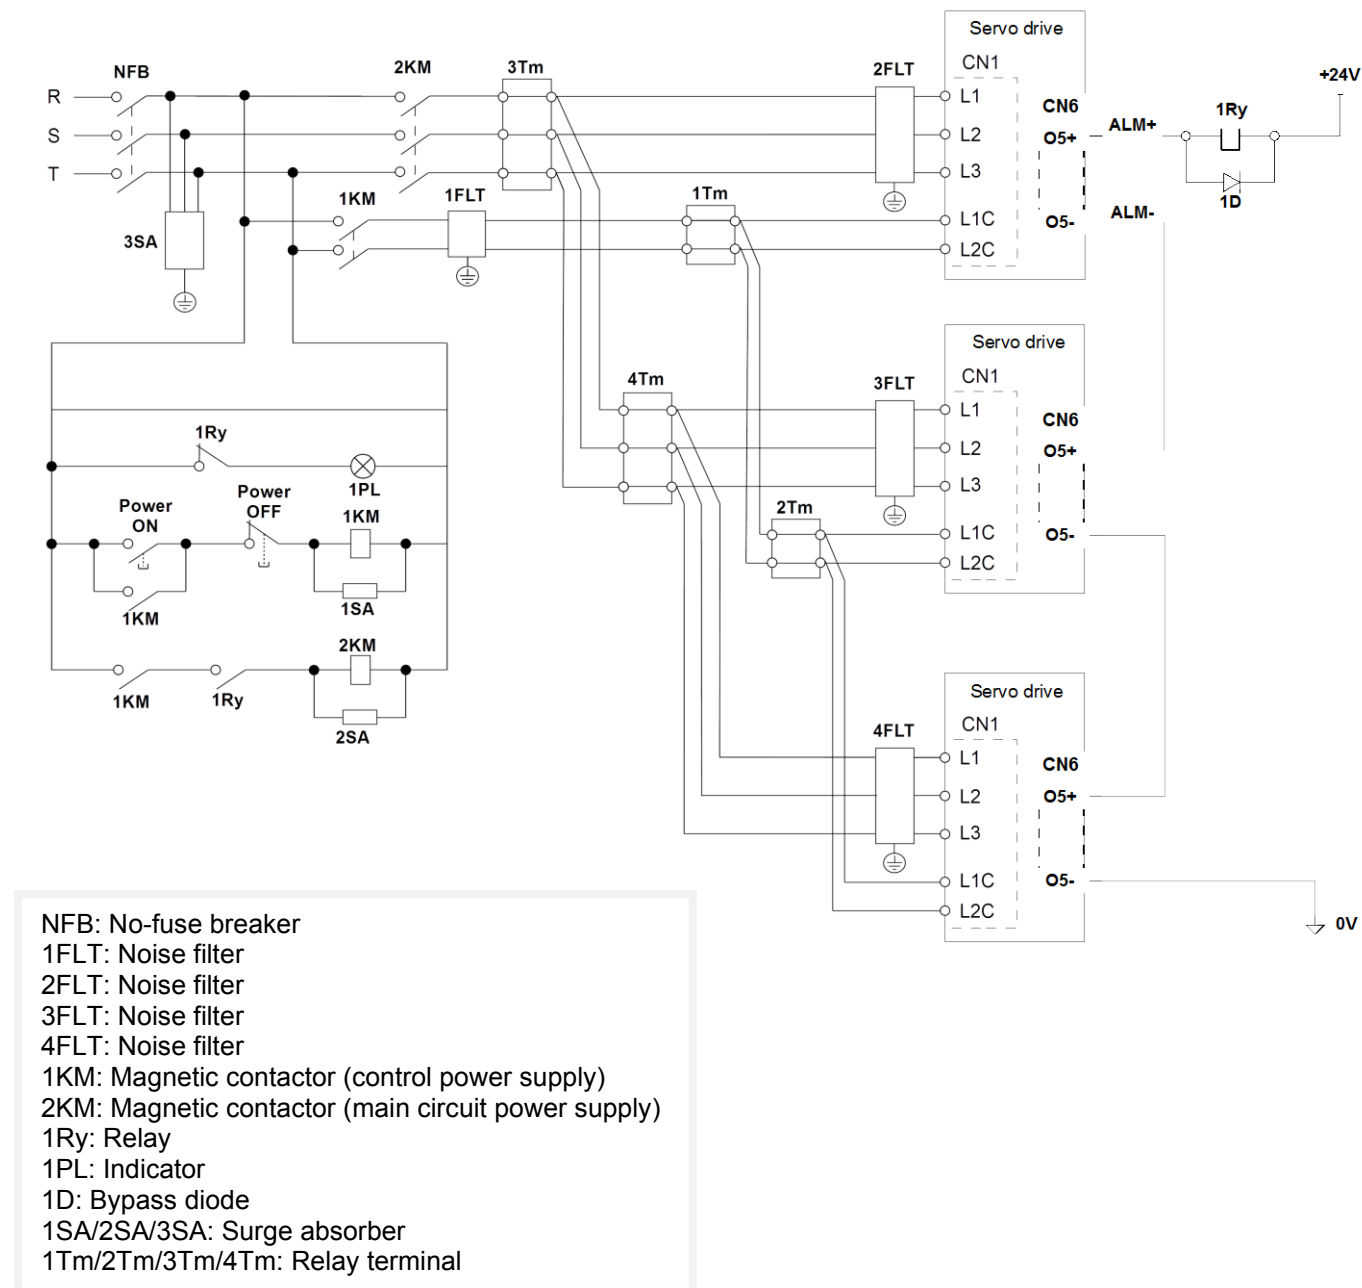 Servo drive
NFB
2KM
3Tm
2FLT
CN1
+24V
R
L1
CN6
1Ry
S
L2
O5+
ALM+
T
L3
1KM
1FLT
1Tm
1D
3SA
L1C
O5-
ALM-
L2C
Servo drive
4Tm
3FLT
CN1
L1
CN6
1Ry
L2
O5+
1PL
L3
Power
ON
Power
OFF
1KM
2Tm
L1C
O5-
L2C
1KM
1SA
2KM
1KM
1Ry
2SA
Servo drive
4FLT
CN1
L1
CN6
L2
O5+
L3
L1C
O5-
L2C
0V
NFB: No-fuse breaker
1FLT: Noise filter
2FLT: Noise filter
3FLT: Noise filter
4FLT: Noise filter
1KM: Magnetic contactor (control power supply)
2KM: Magnetic contactor (main circuit power supply)
1Ry: Relay
1PL: Indicator
1D: Bypass diode
1SA/2SA/3SA: Surge absorber
1Tm/2Tm/3Tm/4Tm: Relay terminal